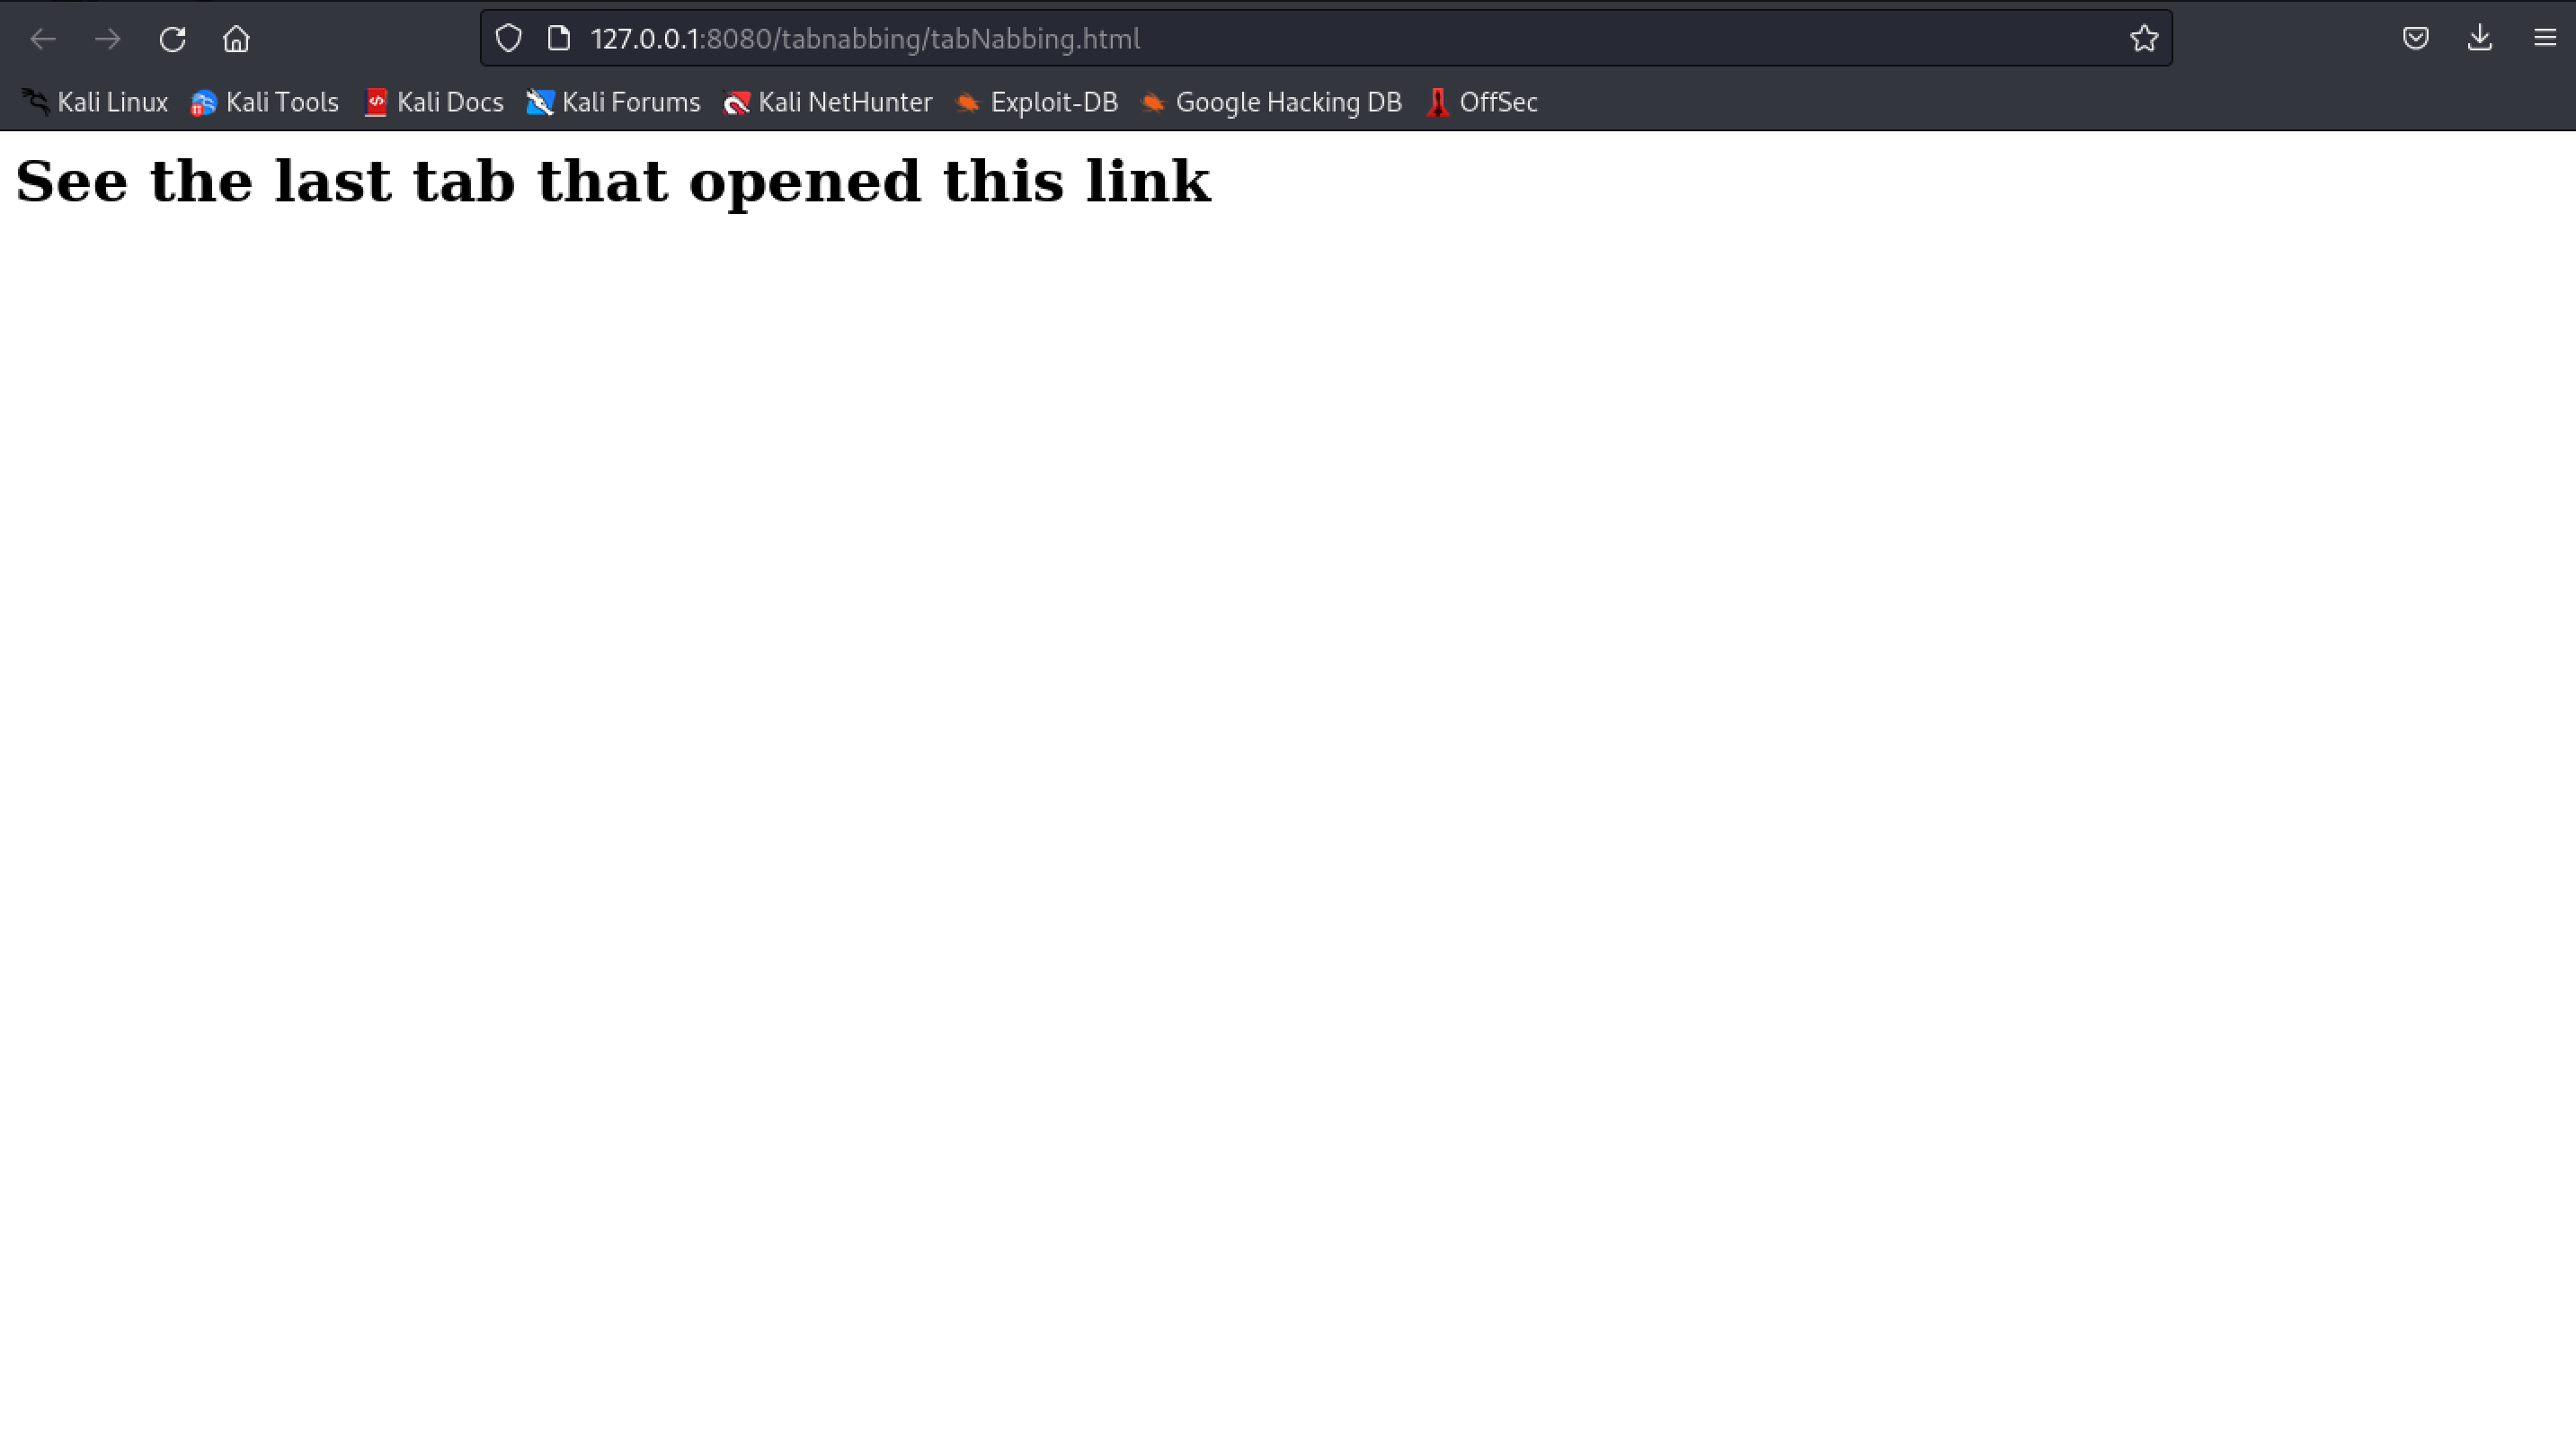 127.0.0.1:8080/tabnabbing/tabNabbing.html
Kali Linux Kali Tools Kali Docs Kali Forums Kali NetHunter Exploit-DB Google Hacking DB OffSec
See the last tab that opened this link